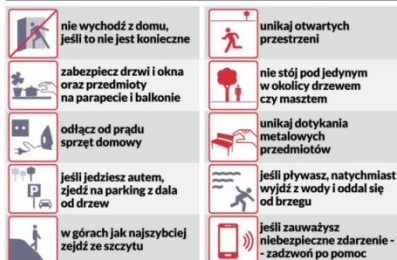 nie wychodź z domu,
jeśli to nie jest konieczne
zabezpiecz drzwi i okna
oraz przedmioty
na parapecie i balkonie
odłącz od prądu
sprzęt domowy
jeśli jedziesz autem,
zjedź na parking z dala
od drzew
P
w górach jak najszybciej
zejdź ze szczytu
unikaj otwartych
przestrzeni
nie stój pod jedynym
w okolicy drzewem
czy masztem
unikaj dotykania
metalowych
przedmiotów
jeśli pływasz, natychmiast
wyjdź z wody i oddal się
od brzegu
jeśli zauważysz
niebezpieczne zdarzenie -
- zadzwoń po pomoc